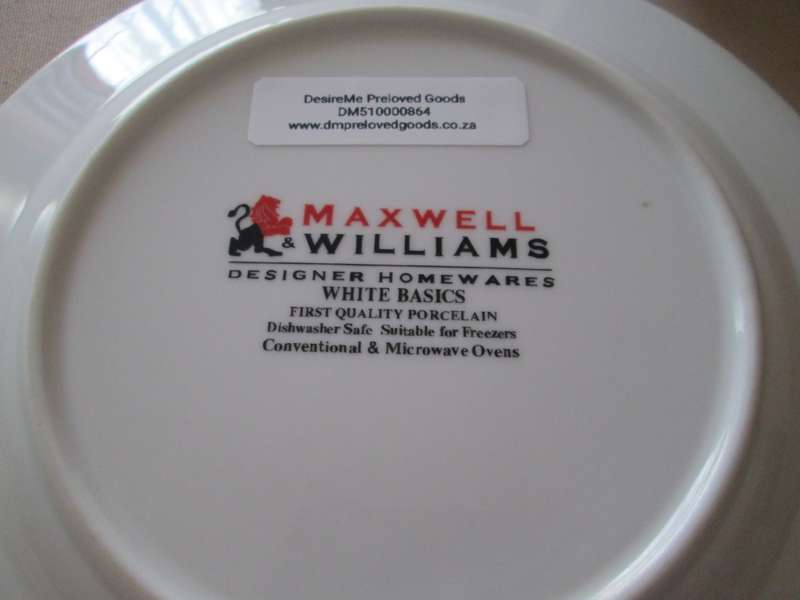 DesireMe Preloved Goods
DM510000864
www.dmprelovedgoods.co.za
MAXWELL
& WILLIAMS
DESIGNER HOMEWARES
WHITE BASICS
FIRST QUALITY PORCELAIN
Dishwasher Safe Suitable for Freezers
Conventional & Microwave Ovens